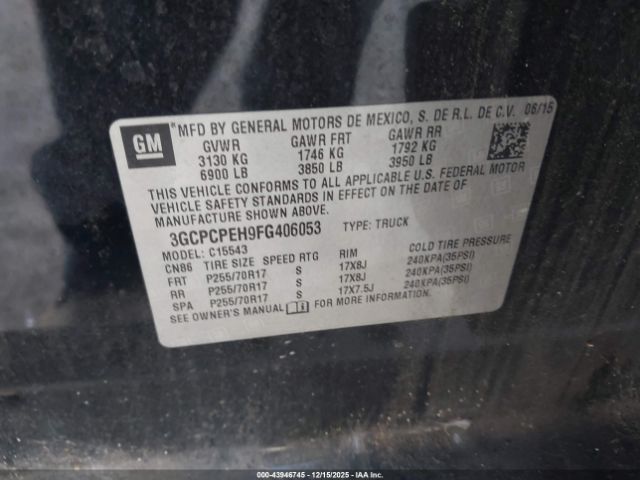 GM
*MFD BY GENERAL MOTORS DE MEXICO, S. DE R.L. DE C.V. 06/15
GVWR GAWR FRT GAWR RR
3130 KG 1746 KG 1792 KG
6900 LB 3850 LB 3950 LB
THIS VEHICLE CONFORMS TO ALL APPLICABLE U.S. FEDERAL MOTOR
VEHICLE SAFETY STANDARDS IN EFFECT ON THE DATE OF
MANUFACTURE SHOWN ABOVE.
3GCPCPEH9FG406053 TYPE: TRUCK
MODEL: C15543
CN86 TIRE SIZE SPEED RTG RIM COLD TIRE PRESSURE
FRT P255/70R17 S 17X8J 240KPA(35PSI)
RR P255/70R17 S 17X8J 240KPA(35PSI)
SPA P255/70R17 S 17X7.5J 240KPA(35PSI)
SEE OWNER'S MANUAL
000-43946745 - 12/15/2025 - IAA, Inc.